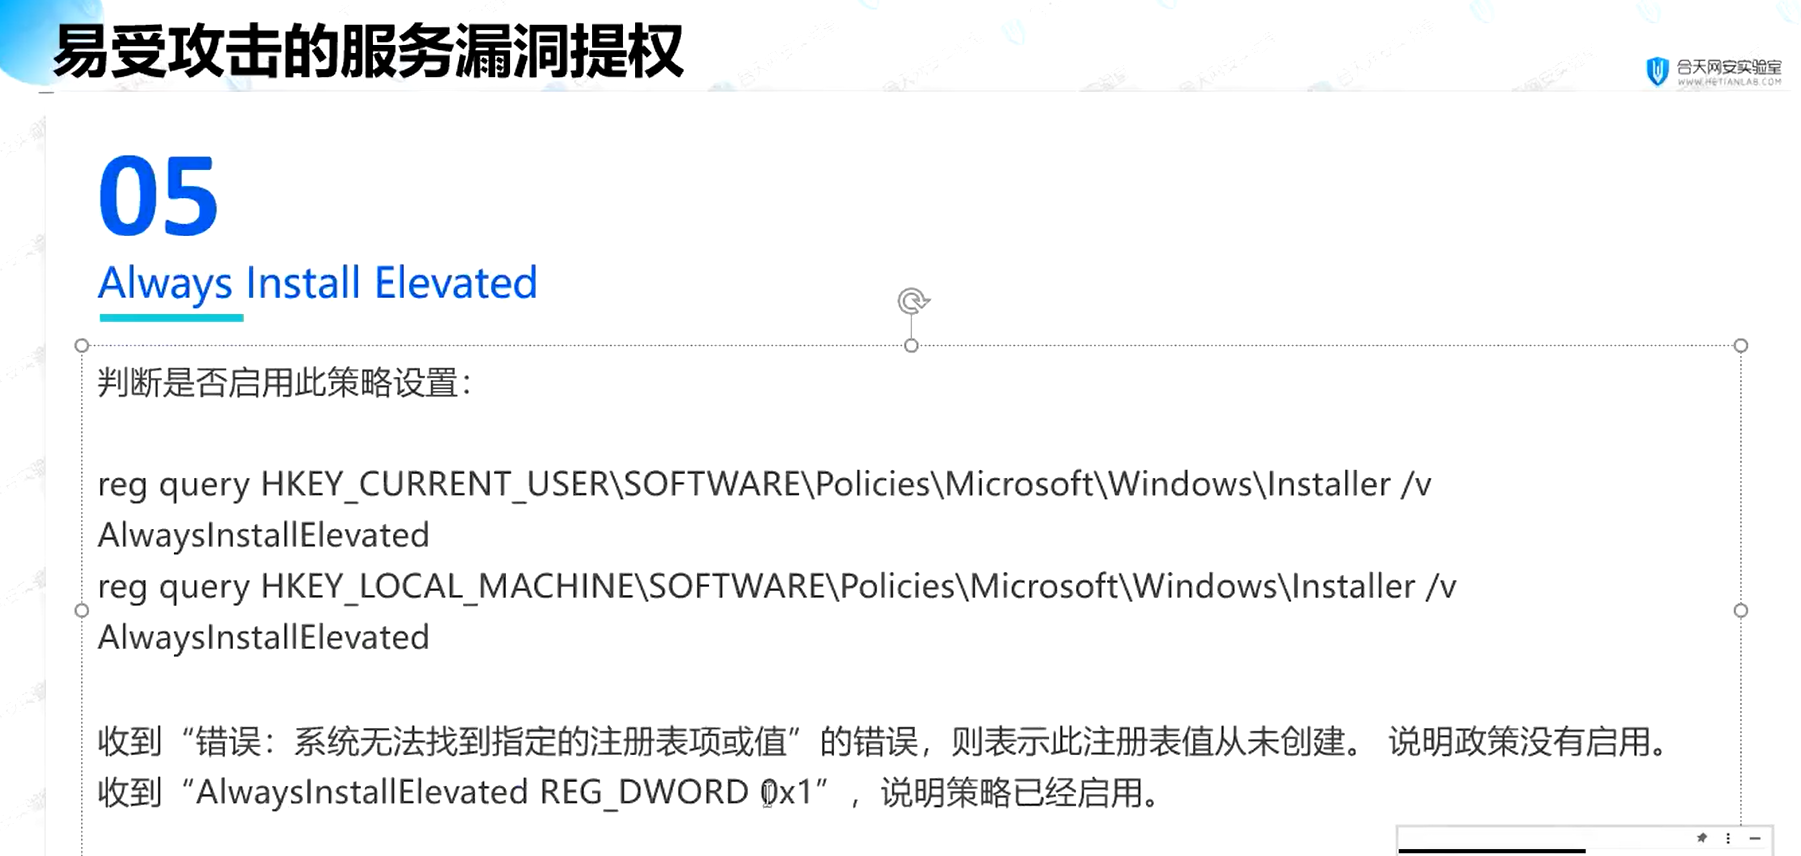 易受攻击的服务漏洞提权
合天网安实验室
WWW.HETIANLAB.COM
05
Always Install Elevated
判断是否启用此策略设置：
reg query HKEY_CURRENT_USER\SOFTWARE\Policies\Microsoft\Windows\Installer /v
AlwaysInstallElevated
reg query HKEY_LOCAL_MACHINE\SOFTWARE\Policies\Microsoft\Windows\Installer /v
AlwaysInstallElevated
收到“错误：系统无法找到指定的注册表项或值”的错误，则表示此注册表值从未创建。 说明政策没有启用。
收到“AlwaysInstallElevated REG_DWORD 0x1”，说明策略已经启用。